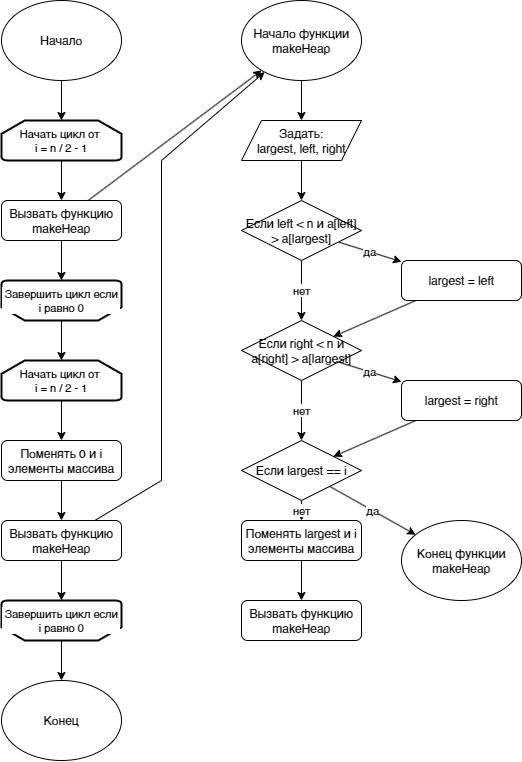 Начало
Начать цикл от
i = n / 2 - 1
Вызвать функцию
makeHeap
Завершить цикл если
i равно 0
Начать цикл от
i = n / 2 - 1
Поменять 0 и i
элементы массива
Вызвать функцию
makeHeap
Завершить цикл если
i равно 0
Конец
Начало функции
makeHeap
Задать:
largest, left, right
Если left < n и a[left]
> a[largest]
да
largest = left
нет
Если right < n и
a[right] > a[largest]
да
largest = right
нет
Если largest == i
нет
да
Поменять largest и i
элементы массива
Конец функции
makeHeap
Вызвать функцию
makeHeap